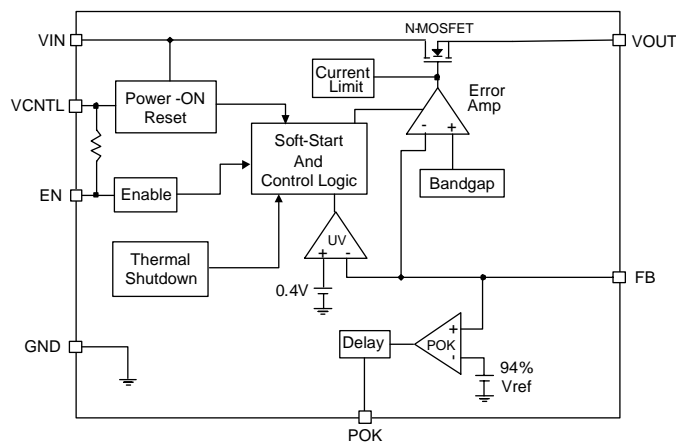 N-MOSFET
VIN
VOUT
Current
Limit
Error
Amp
VCNTL
Power -ON
Reset
- +
Soft-Start
And
Control Logic
EN
Enable
Bandgap
UV
+ -
Thermal
Shutdown
0.4V
FB
GND
Delay
+
POK
-
94%
Vref
POK